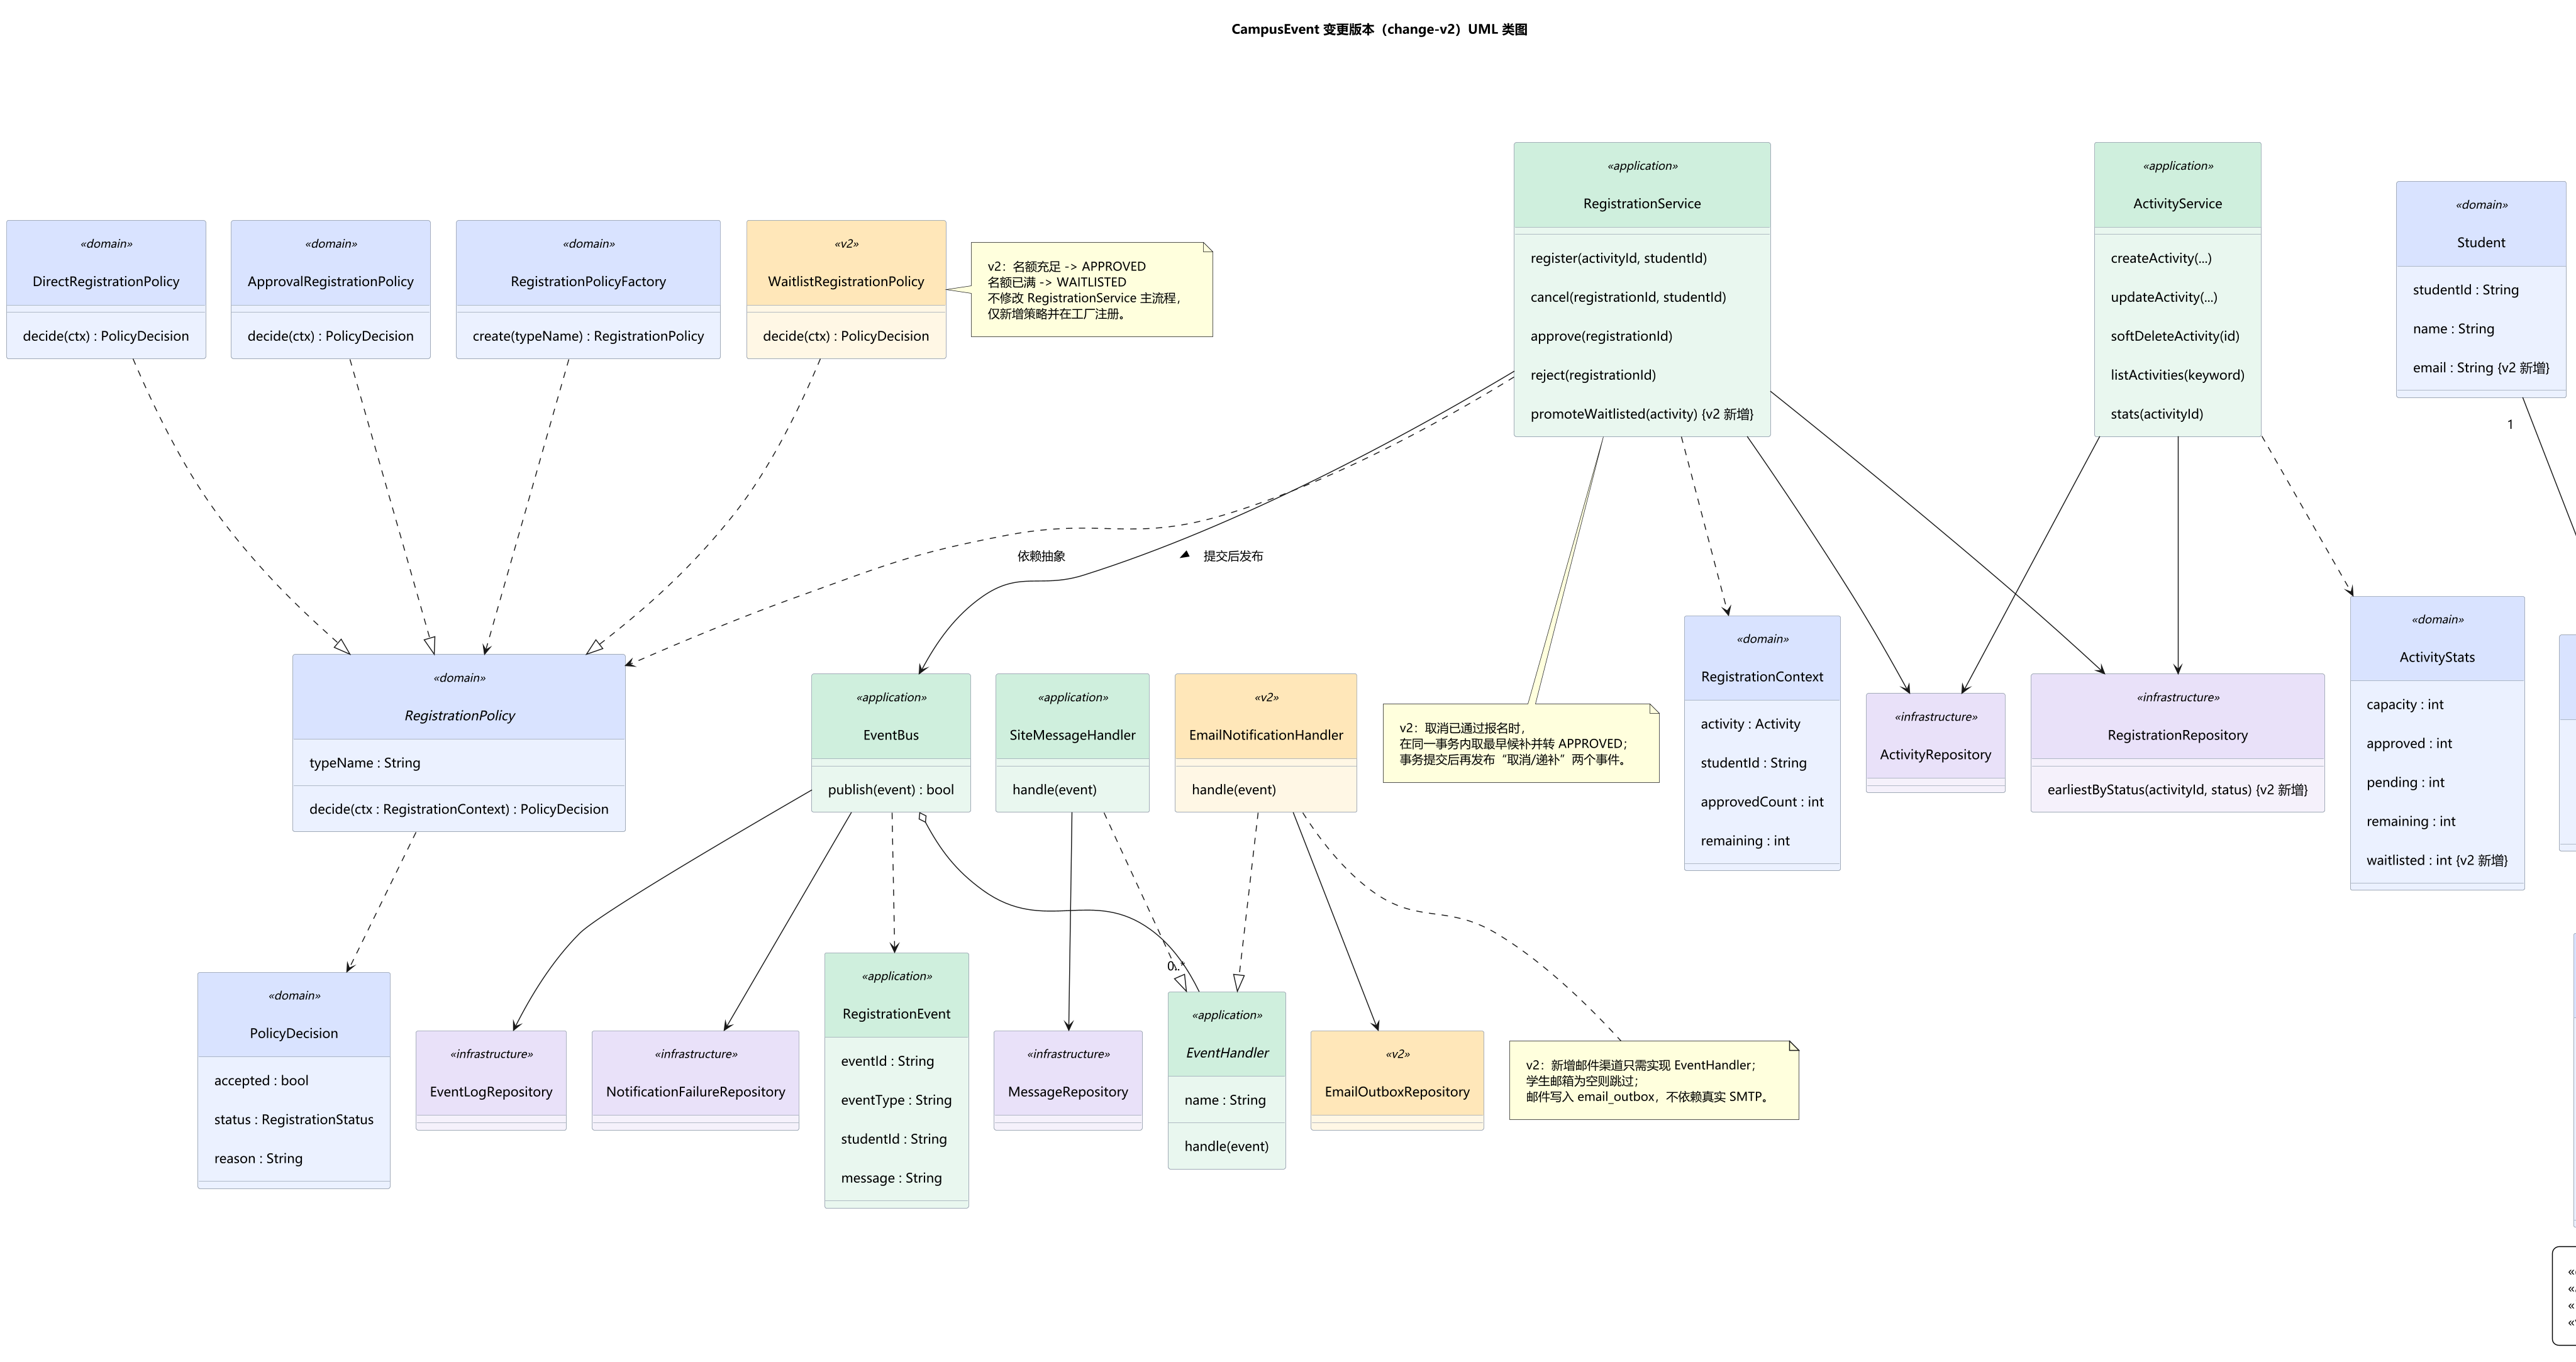 CampusEvent 变更版本（change-v2）UML 类图
«domain»
DirectRegistrationPolicy
decide(ctx) : PolicyDecision
«domain»
ApprovalRegistrationPolicy
decide(ctx) : PolicyDecision
«domain»
RegistrationPolicyFactory
create(typeName) : RegistrationPolicy
«v2»
WaitlistRegistrationPolicy
decide(ctx) : PolicyDecision
v2：名额充足 -> APPROVED
名额已满 -> WAITLISTED
不修改 RegistrationService 主流程，
仅新增策略并在工厂注册。
«application»
RegistrationService
register(activityId, studentId)
cancel(registrationId, studentId)
approve(registrationId)
reject(registrationId)
promoteWaitlisted(activity) {v2 新增}
«application»
ActivityService
createActivity(...)
updateActivity(...)
softDeleteActivity(id)
listActivities(keyword)
stats(activityId)
«domain»
Student
studentId : String
name : String
email : String {v2 新增}
1
依赖抽象
提交后发布
«domain»
RegistrationPolicy
typeName : String
decide(ctx : RegistrationContext) : PolicyDecision
«application»
EventBus
publish(event) : bool
«application»
SiteMessageHandler
handle(event)
«v2»
EmailNotificationHandler
handle(event)
v2：取消已通过报名时，
在同一事务内取最早候补并转 APPROVED；
事务提交后再发布“取消/递补”两个事件。
«domain»
RegistrationContext
activity : Activity
studentId : String
approvedCount : int
remaining : int
«infrastructure»
ActivityRepository
«infrastructure»
RegistrationRepository
earliestByStatus(activityId, status) {v2 新增}
«domain»
ActivityStats
capacity : int
approved : int
pending : int
remaining : int
waitlisted : int {v2 新增}
«domain»
PolicyDecision
accepted : bool
status : RegistrationStatus
reason : String
«infrastructure»
EventLogRepository
«infrastructure»
NotificationFailureRepository
«application»
RegistrationEvent
eventId : String
eventType : String
studentId : String
message : String
«infrastructure»
MessageRepository
0..*
«application»
EventHandler
name : String
handle(event)
«v2»
EmailOutboxRepository
v2：新增邮件渠道只需实现 EventHandler；
学生邮箱为空则跳过；
邮件写入 email_outbox，不依赖真实 SMTP。